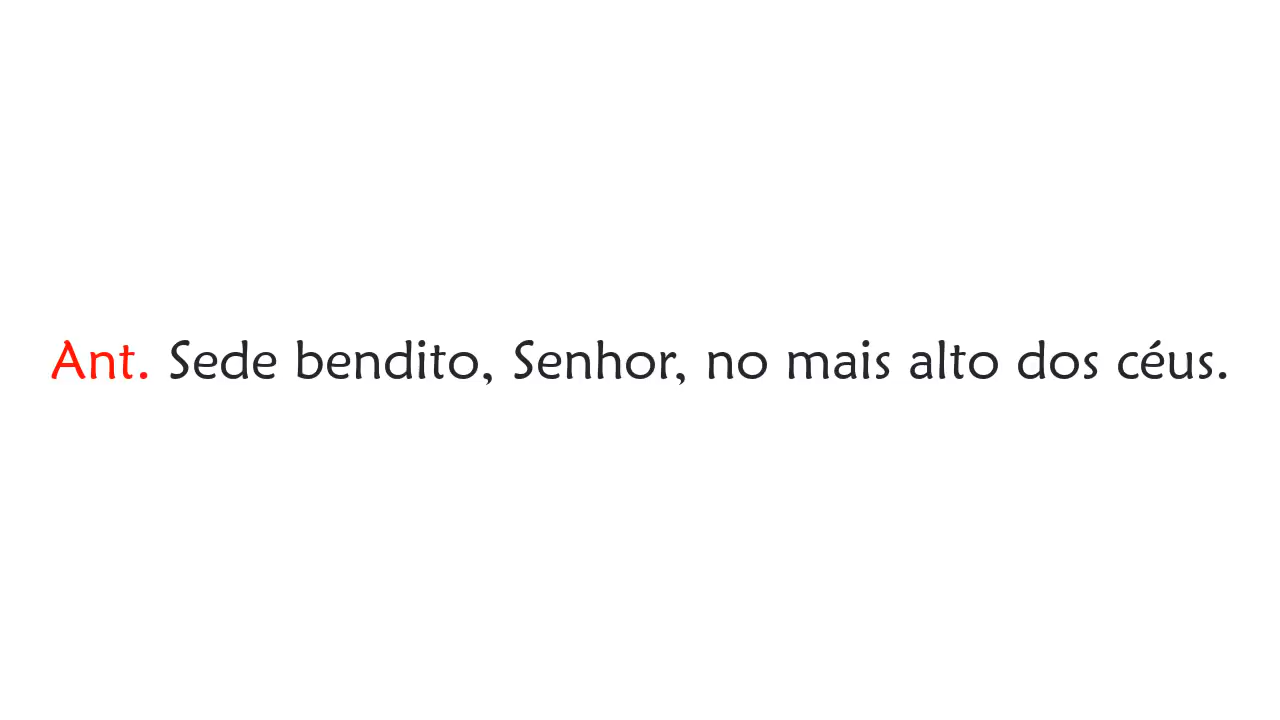 Ant. Sede bendito, Senhor, no mais alto dos céus.